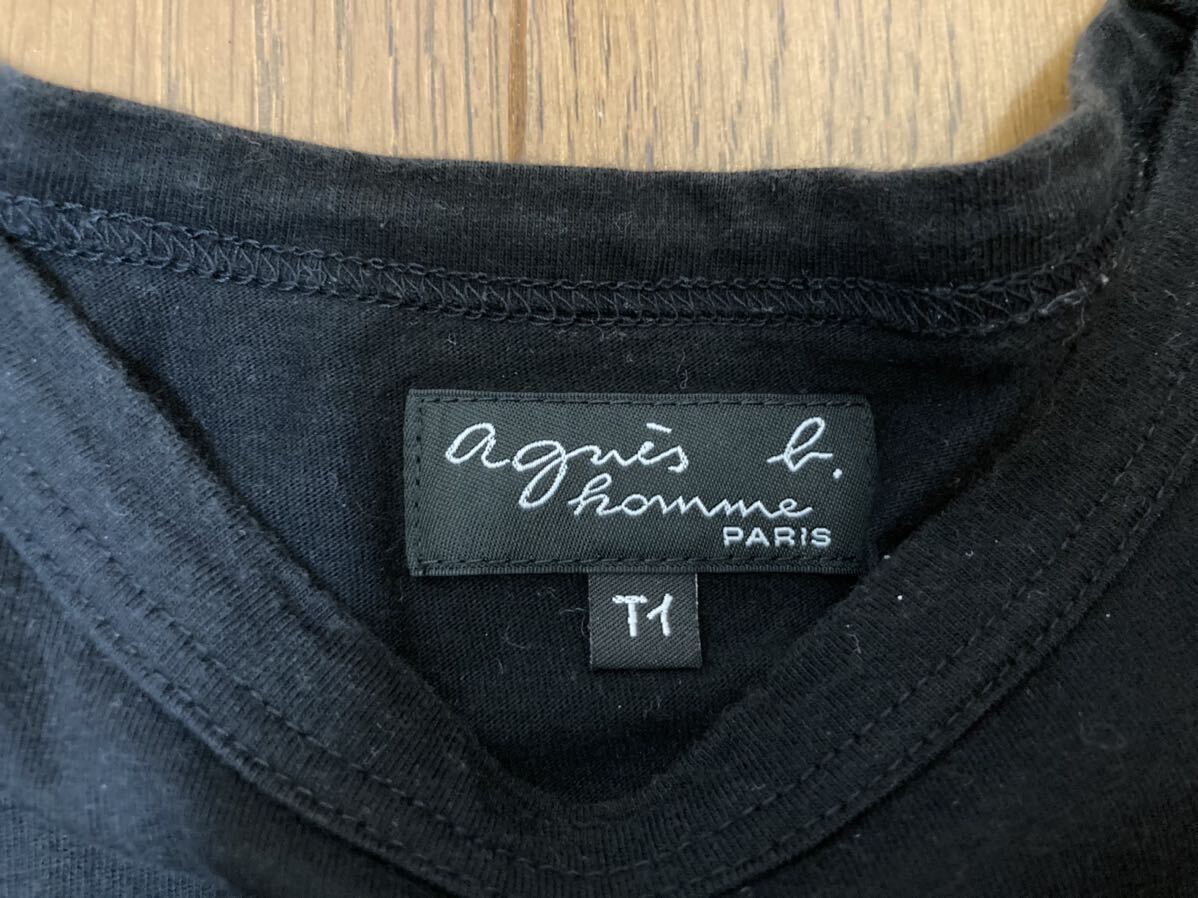 agnès b.
homme
PARIS
T1